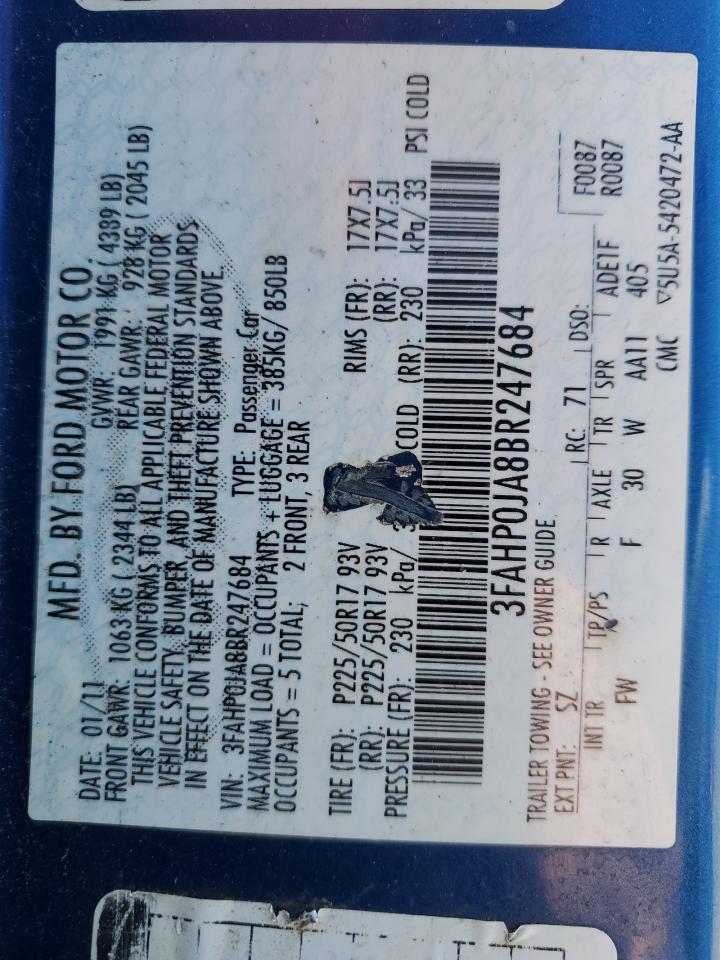 MFD. BY FORD MOTOR CO.
DATE: 01/11 GVWR: 1991 KG ( 4389 LB)
FRONT GAWR: 1063 KG ( 2344 LB) REAR GAWR: 928 KG ( 2045 LB)
THIS VEHICLE CONFORMS TO ALL APPLICABLE FEDERAL MOTOR
VEHICLE SAFETY, BUMPER, AND THEFT PREVENTION STANDARDS
IN EFFECT ON THE DATE OF MANUFACTURE SHOWN ABOVE.
VIN: 3FAHP0JA8BR247684 TYPE: Passenger Car
MAXIMUM LOAD = OCCUPANTS + LUGGAGE = 385KG/ 850LB
OCCUPANTS = 5 TOTAL; 2 FRONT, 3 REAR
TIRE (FR): P225/50R17 93V RIMS (FR): 17X7.5J
(RR): P225/50R17 93V (RR): 17X7.5J
PRESSURE (FR): 230 kPa/ COLD (RR): 230 kPa/ 33 PSI COLD
3FAHP0JA8BR247684
TRAILER TOWING - SEE OWNER GUIDE
EXT PNT: SZ RC: 71 DSO: F0087
R0087
INT TR TP/PS R AXLE TR SPR ADE1F
FW F 30 W AA11 405
CMC ▽5U5A-5420472-AA